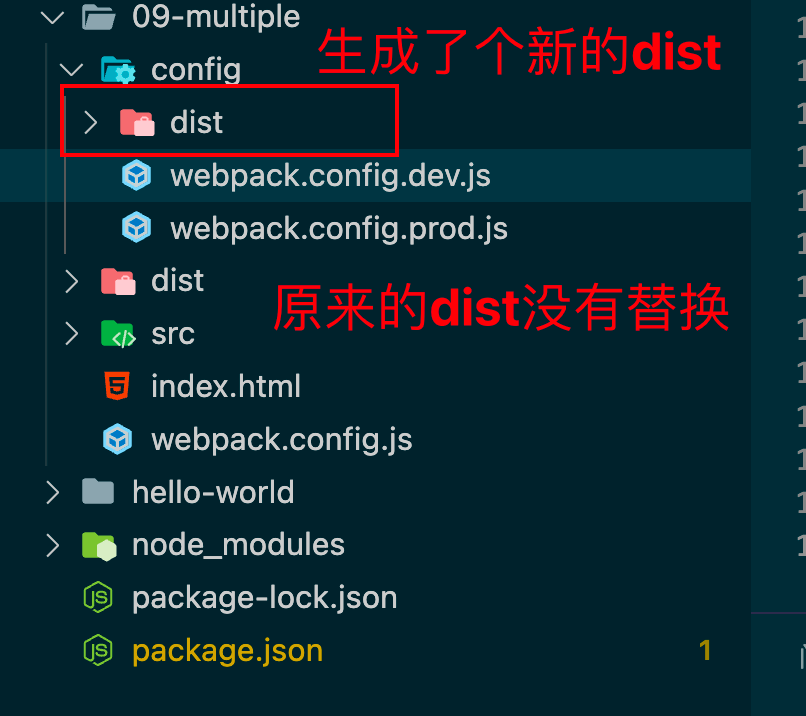 09-multiple
生成了个新的dist
config
dist
webpack.config.dev.js
webpack.config.prod.js
dist
原来的dist没有替换
src
index.html
webpack.config.js
hello-world
node_modules
package-lock.json
package.json 1